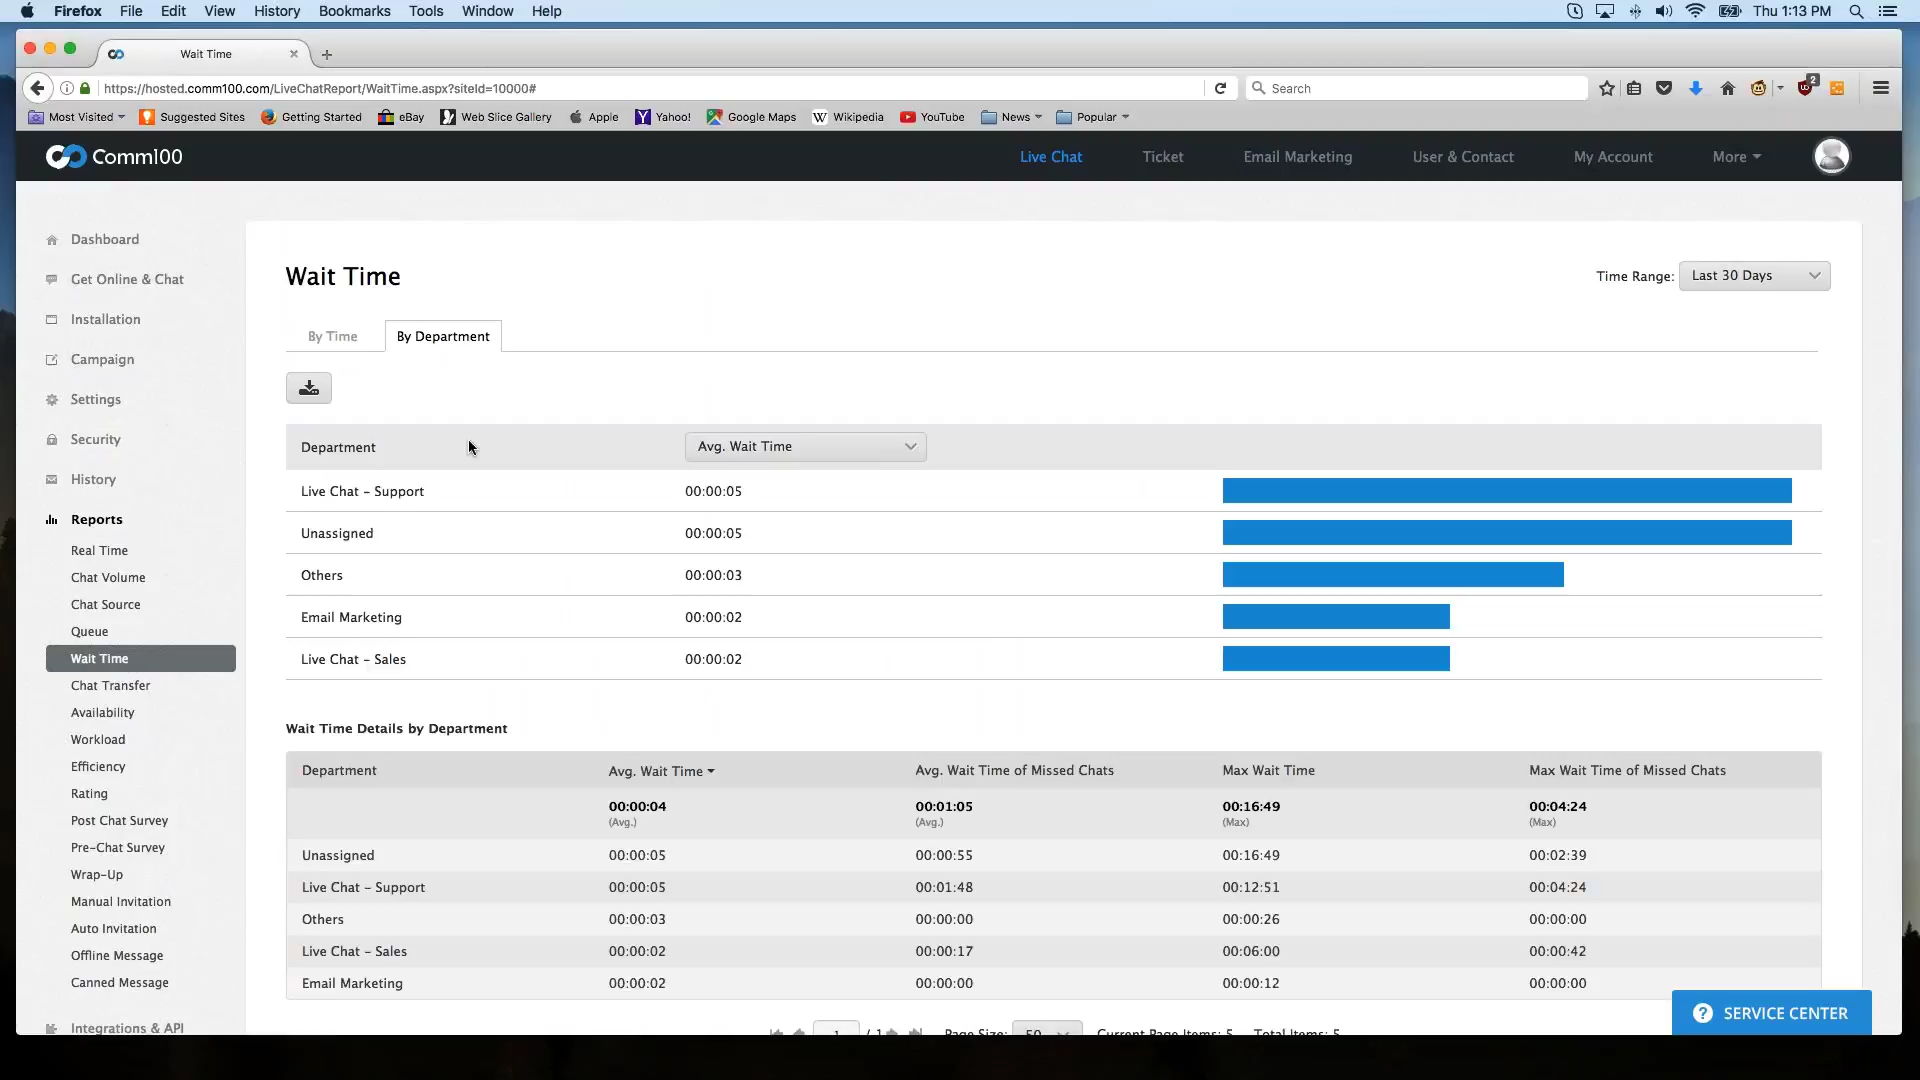 Firefox File Edit View History Bookmarks Tools Window Help Thu 1:13 PM
Wait Time
https://hosted.comm100.com/LiveChatReport/WaitTime.aspx?siteId=10000# Search 2
Most Visited Suggested Sites Getting Started eBay Web Slice Gallery Apple Yahoo! Google Maps Wikipedia YouTube News Popular
Comm100 Live Chat Ticket Email Marketing User & Contact My Account More
Dashboard
Get Online & Chat
Installation
Campaign
Settings
Security
History
Reports
Real Time
Chat Volume
Chat Source
Queue
Wait Time
Chat Transfer
Availability
Workload
Efficiency
Rating
Post Chat Survey
Pre-Chat Survey
Wrap-Up
Manual Invitation
Auto Invitation
Offline Message
Canned Message
Integrations & API
Wait Time
Time Range: Last 30 Days
By Time By Department
Department Avg. Wait Time
Live Chat – Support 00:00:05
Unassigned 00:00:05
Others 00:00:03
Email Marketing 00:00:02
Live Chat – Sales 00:00:02
Wait Time Details by Department
Department Avg. Wait Time Avg. Wait Time of Missed Chats Max Wait Time Max Wait Time of Missed Chats
00:00:04 00:01:05 00:16:49 00:04:24
(Avg.) (Avg.) (Max) (Max)
Unassigned 00:00:05 00:00:55 00:16:49 00:02:39
Live Chat – Support 00:00:05 00:01:48 00:12:51 00:04:24
Others 00:00:03 00:00:00 00:00:26 00:00:00
Live Chat – Sales 00:00:02 00:00:17 00:06:00 00:00:42
Email Marketing 00:00:02 00:00:00 00:00:12 00:00:00
1 / 1 Page Size: 50 Current Page Items: 5 Total Items: 5
? SERVICE CENTER